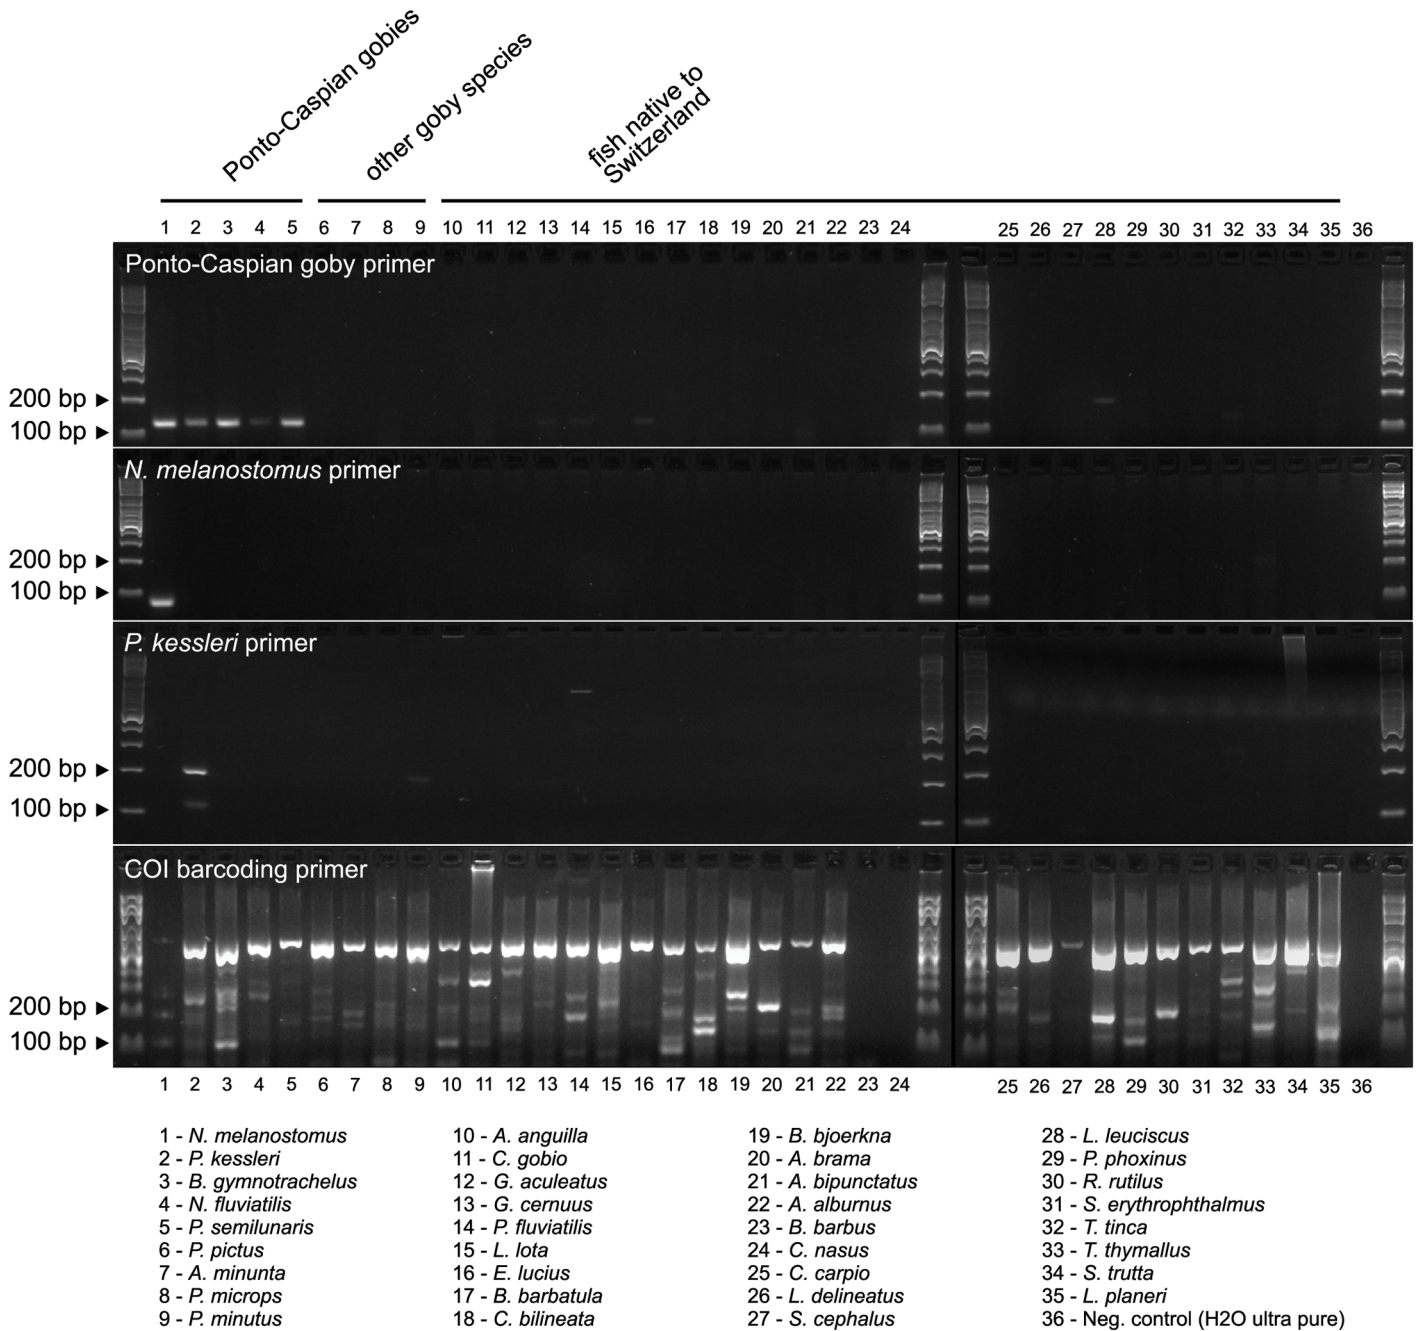 Ponto-Caspian gobies
other goby species
fish native to
Switzerland
1 2 3 4 5 6 7 8 9 10 11 12 13 14 15 16 17 18 19 20 21 22 23 24 25 26 27 28 29 30 31 32 33 34 35 36
Ponto-Caspian goby primer
200 bp
100 bp
N. melanostomus primer
200 bp
100 bp
P. kessleri primer
200 bp
100 bp
COI barcoding primer
200 bp
100 bp
1 2 3 4 5 6 7 8 9 10 11 12 13 14 15 16 17 18 19 20 21 22 23 24 25 26 27 28 29 30 31 32 33 34 35 36
1 - N. melanostomus
2 - P. kessleri
3 - B. gymnotrachelus
4 - N. fluviatilis
5 - P. semilunaris
6 - P. pictus
7 - A. minunta
8 - P. microps
9 - P. minutus
10 - A. anguilla
11 - C. gobio
12 - G. aculeatus
13 - G. cernuus
14 - P. fluviatilis
15 - L. lota
16 - E. lucius
17 - B. barbatula
18 - C. bilineata
19 - B. bjoerkna
20 - A. brama
21 - A. bipunctatus
22 - A. alburnus
23 - B. barbus
24 - C. nasus
25 - C. carpio
26 - L. delineatus
27 - S. cephalus
28 - L. leuciscus
29 - P. phoxinus
30 - R. rutilus
31 - S. erythrophthalmus
32 - T. tinca
33 - T. thymallus
34 - S. trutta
35 - L. planeri
36 - Neg. control (H2O ultra pure)